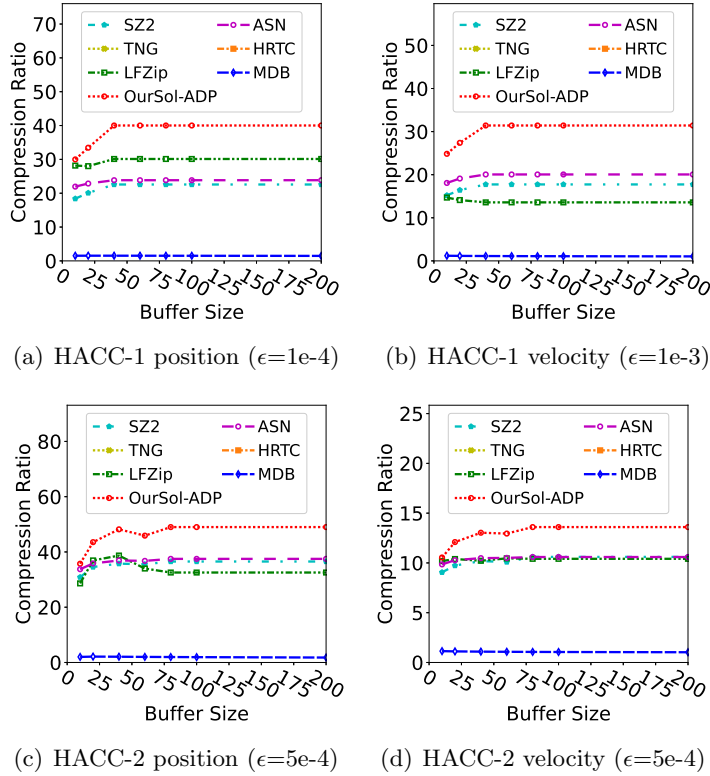 Compression Ratio
70
60
50
40
30
20
10
0
SZ2
TNG
LFZip
OurSol-ADP
ASN
HRTC
MDB
0 25 50 75 100 125 150 175 200
Buffer Size
(a) HACC-1 position (ϵ=1e-4)
Compression Ratio
50
40
30
20
10
0
SZ2
TNG
LFZip
OurSol-ADP
ASN
HRTC
MDB
0 25 50 75 100 125 150 175 200
Buffer Size
(b) HACC-1 velocity (ϵ=1e-3)
Compression Ratio
80
60
40
20
0
SZ2
TNG
LFZip
OurSol-ADP
ASN
HRTC
MDB
0 25 50 75 100 125 150 175 200
Buffer Size
(c) HACC-2 position (ϵ=5e-4)
Compression Ratio
25
20
15
10
5
0
SZ2
TNG
LFZip
OurSol-ADP
ASN
HRTC
MDB
0 25 50 75 100 125 150 175 200
Buffer Size
(d) HACC-2 velocity (ϵ=5e-4)